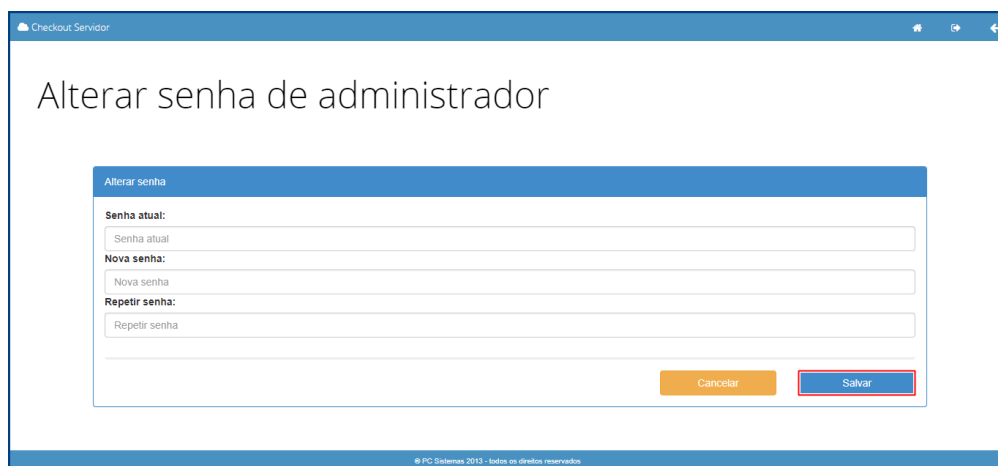 Checkout Servidor
Alterar senha de administrador
Alterar senha
Senha atual:
Senha atual
Nova senha:
Nova senha
Repetir senha:
Repetir senha
Cancelar
Salvar
© PC Sistemas 2013 - todos os direitos reservados